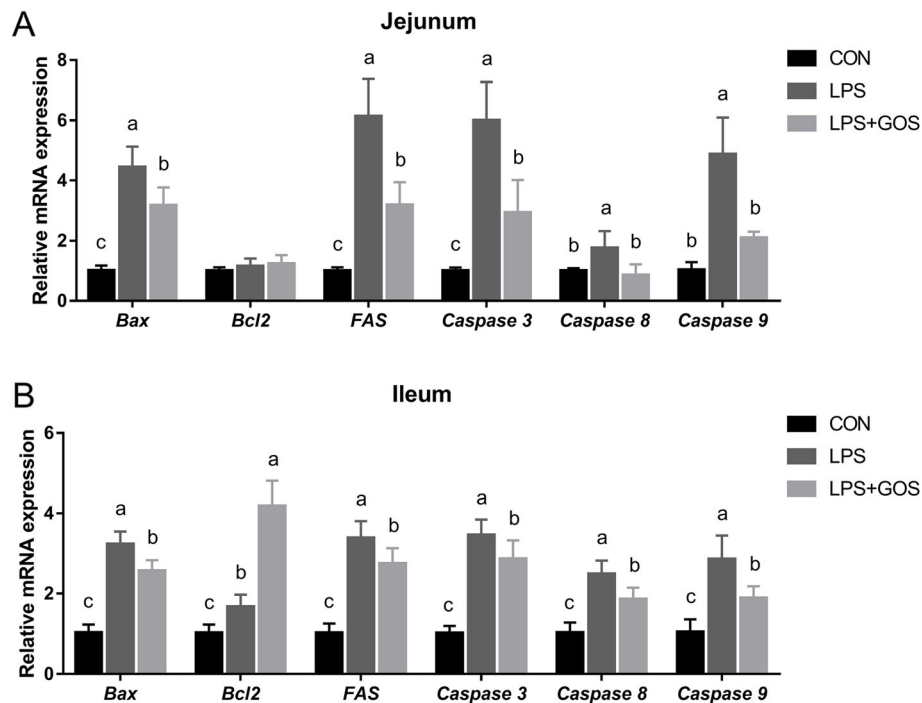 A
Jejunum
Relative mRNA expression
8
6
4
2
0
c a b
a b
c a b
c a b
b a b
b a b
Bax Bcl2 FAS Caspase 3 Caspase 8 Caspase 9
CON
LPS
LPS+GOS
B
Ileum
Relative mRNA expression
6
4
2
0
c a b
c b a
c a b
c a b
c a b
c a b
Bax Bcl2 FAS Caspase 3 Caspase 8 Caspase 9
CON
LPS
LPS+GOS